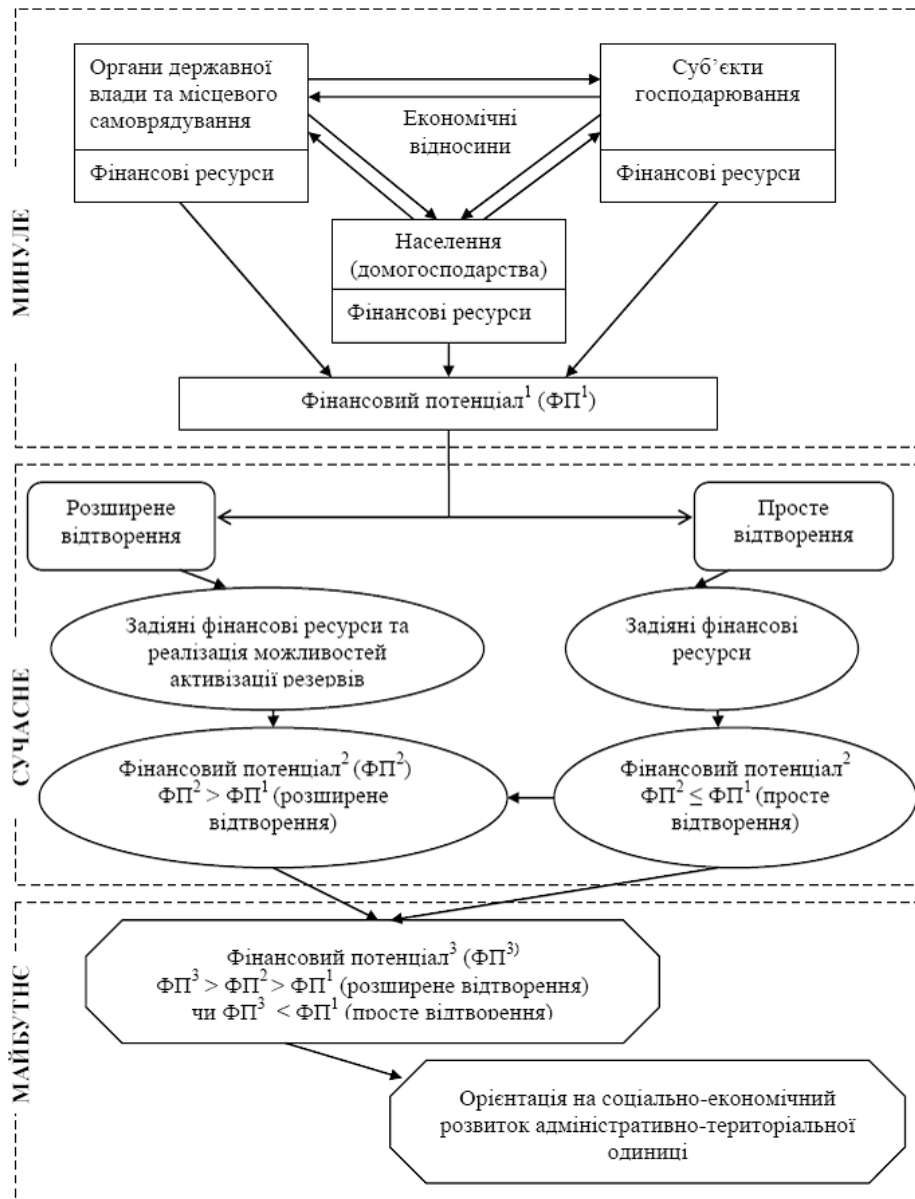 МИНУЛЕ
Органи державної
влади та місцевого
самоврядування
Фінансові ресурси
Економічні
відносини
Суб’єкти
господарювання
Фінансові ресурси
Населення
(домогосподарства)
Фінансові ресурси
Фінансовий потенціал¹ (ФП¹)
СУЧАСНЕ
Розширене
відтворення
Просте
відтворення
Задіяні фінансові ресурси та
реалізація можливостей
активізації резервів
Задіяні фінансові
ресурси
Фінансовий потенціал² (ФП²)
ФП² > ФП¹ (розширене
відтворення)
Фінансовий потенціал²
ФП² ≤ ФП¹ (просте
відтворення)
МАЙБУТНЄ
Фінансовий потенціал³ (ФП³⁾
ФП³ > ФП² > ФП¹ (розширене відтворення)
чи ФП³ < ФП¹ (просте відтворення)
Орієнтація на соціально-економічний
розвиток адміністративно-територіальної
одиниці